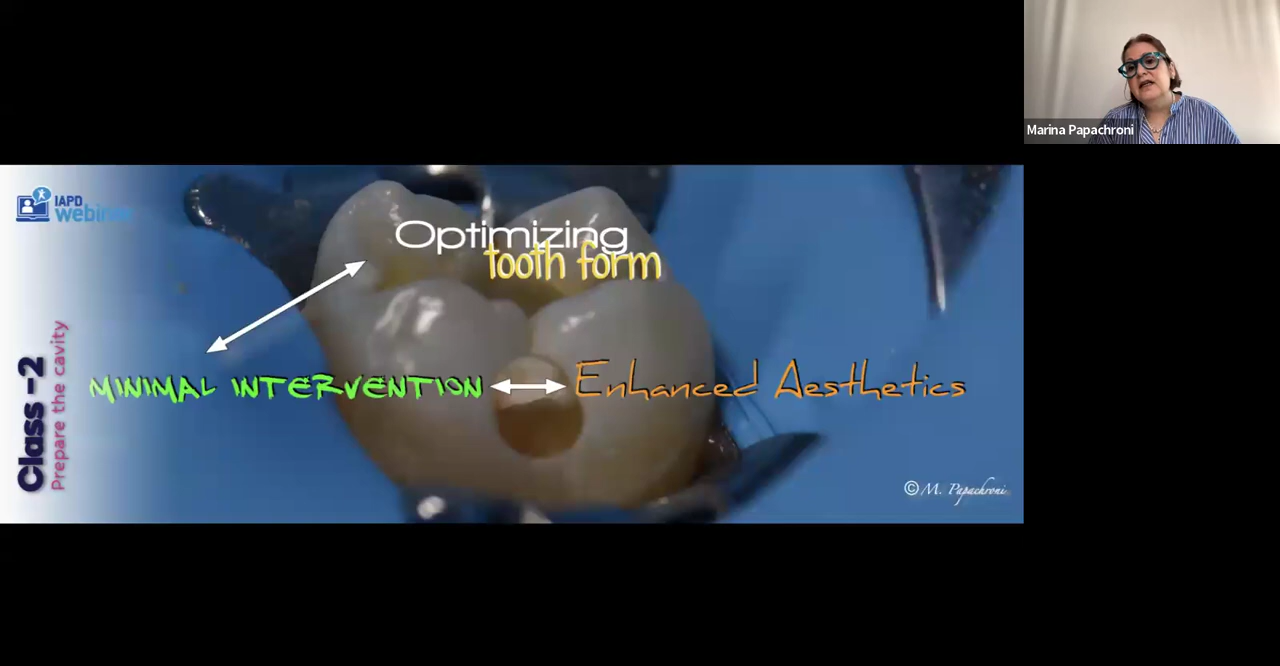 Marina Papachroni
IAPD
webinar
Optimizing
tooth form
MINIMAL INTERVENTION
Enhanced Aesthetics
Class -2
Prepare the cavity
© M. Papachroni